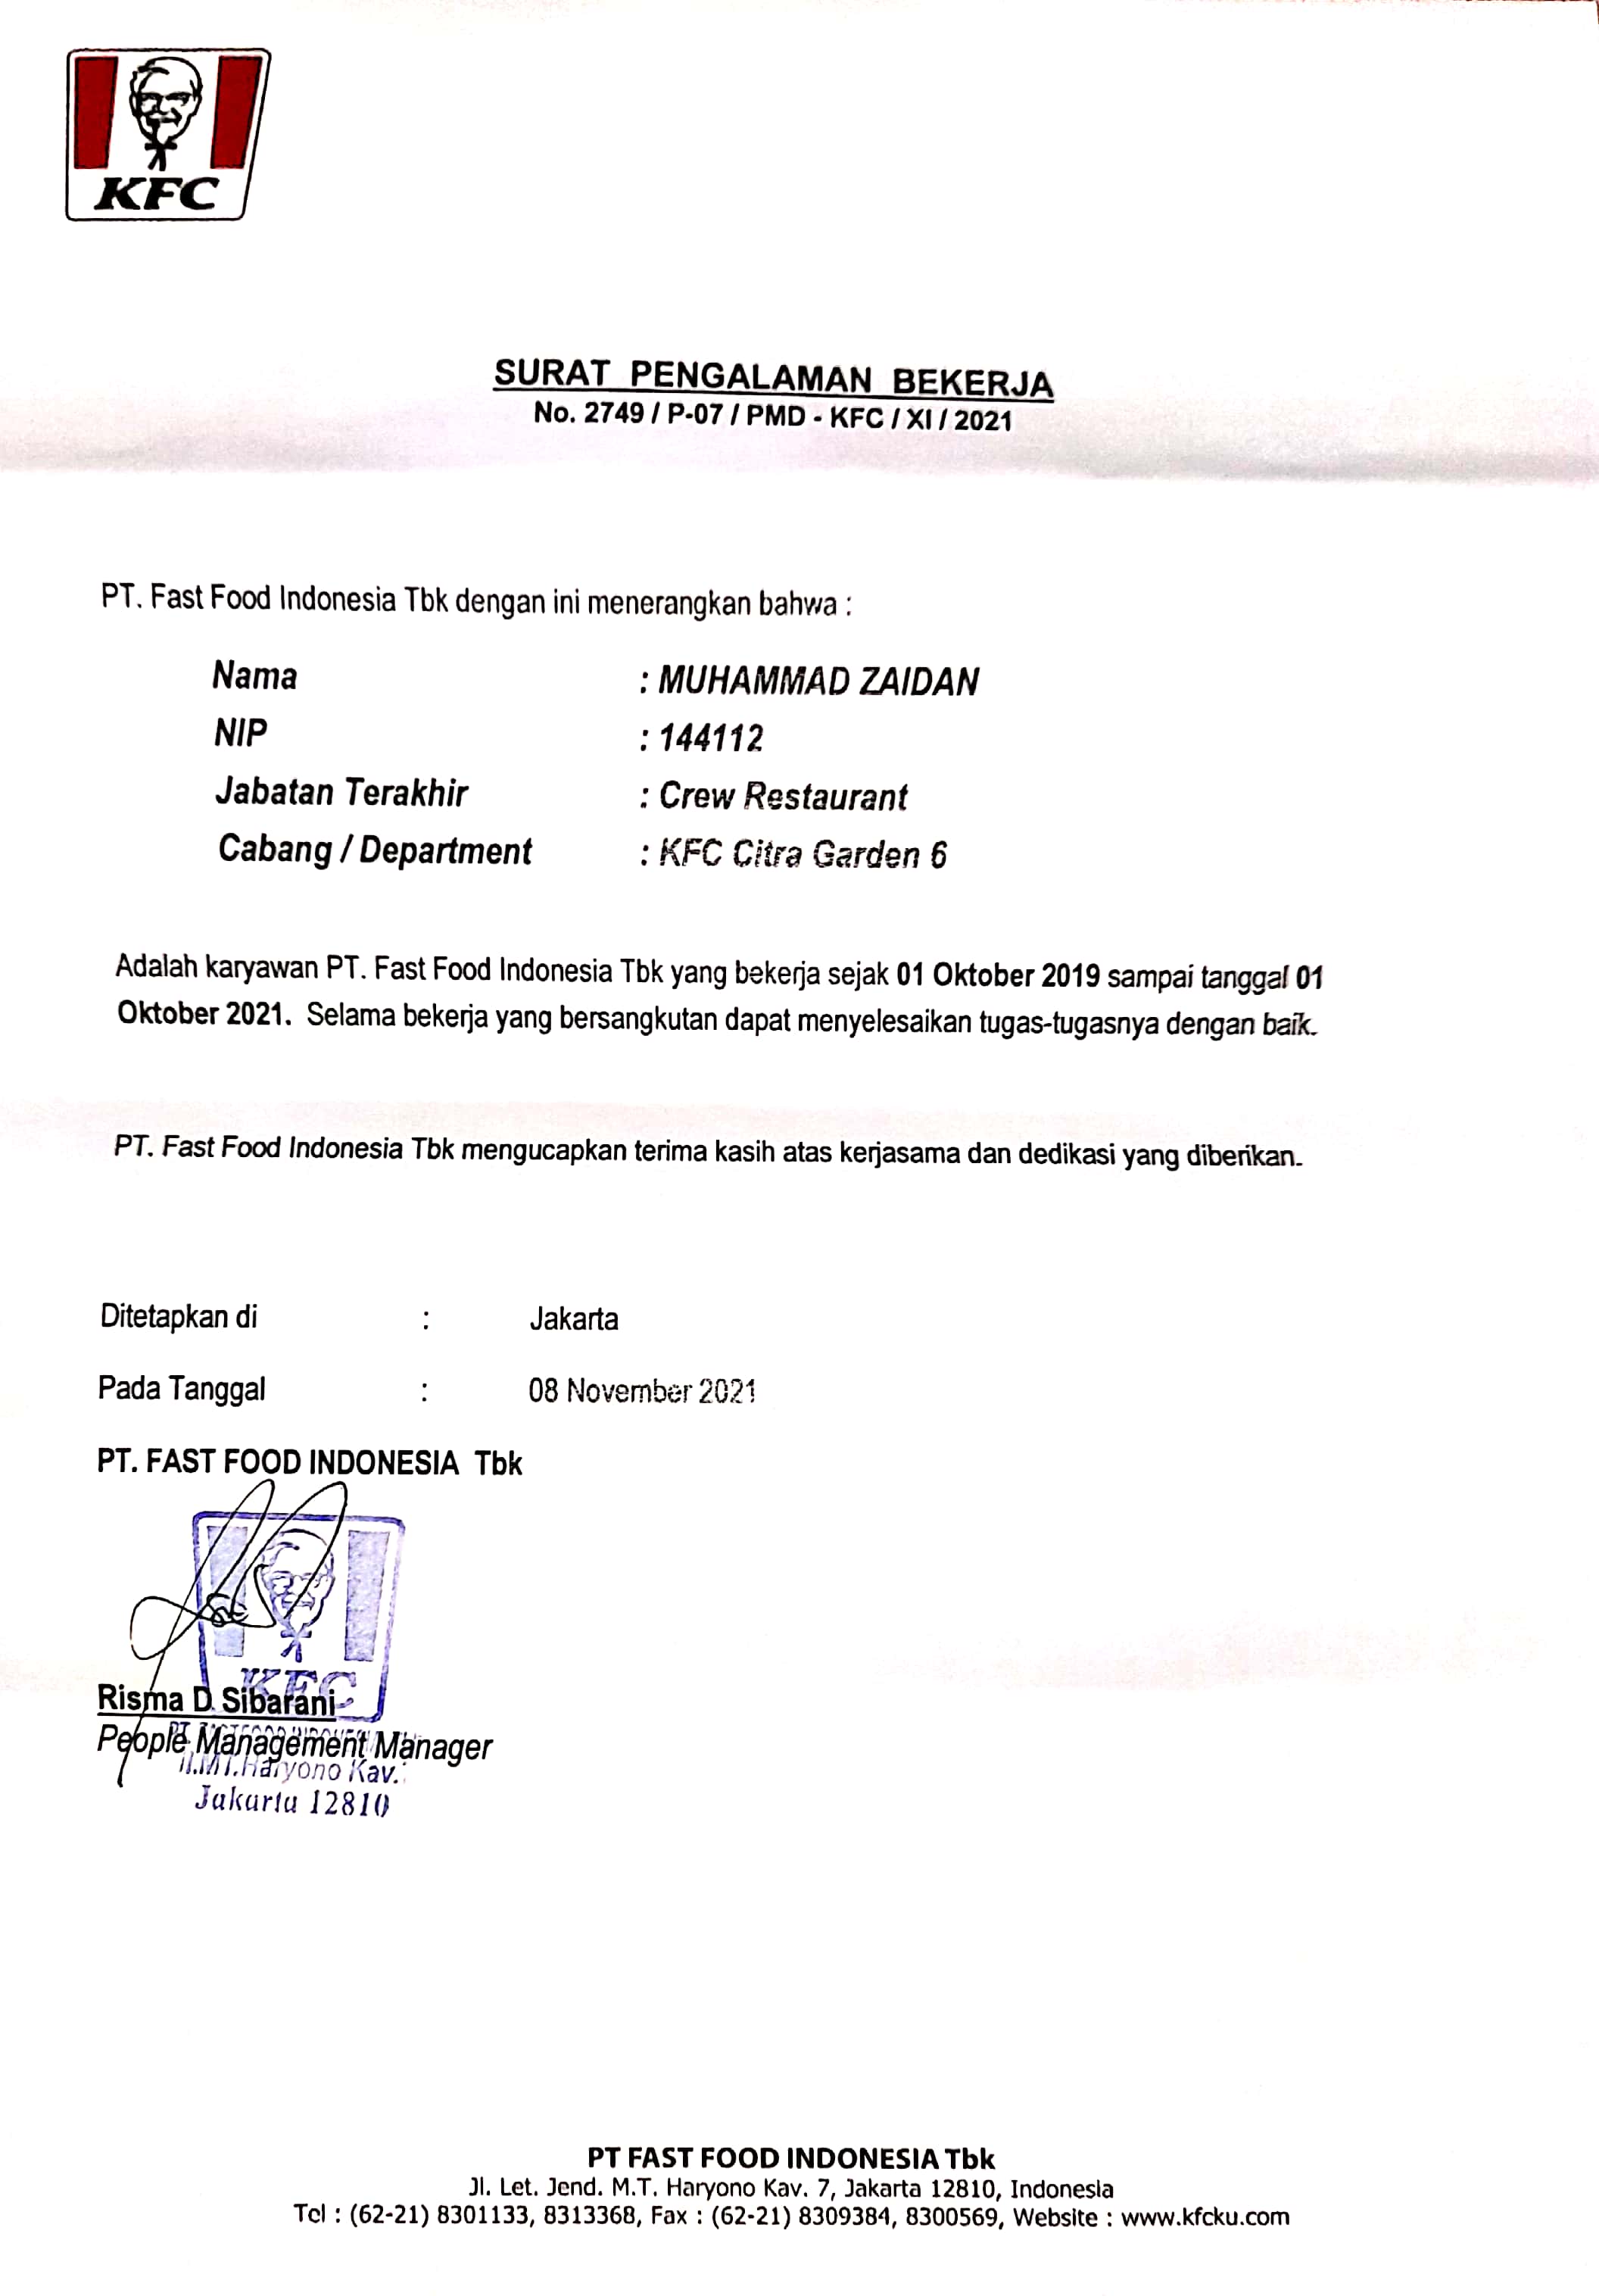 KFC
SURAT PENGALAMAN BEKERJA
No. 2749 / P-07 / PMD - KFC / XI / 2021
PT. Fast Food Indonesia Tbk dengan ini menerangkan bahwa :
Nama : MUHAMMAD ZAIDAN
NIP : 144112
Jabatan Terakhir : Crew Restaurant
Cabang / Department : KFC Citra Garden 6
Adalah karyawan PT. Fast Food Indonesia Tbk yang bekerja sejak 01 Oktober 2019 sampai tanggal 01
Oktober 2021. Selama bekerja yang bersangkutan dapat menyelesaikan tugas-tugasnya dengan baik.
PT. Fast Food Indonesia Tbk mengucapkan terima kasih atas kerjasama dan dedikasi yang diberikan.
Ditetapkan di : Jakarta
Pada Tanggal : 08 November 2021
PT. FAST FOOD INDONESIA Tbk
KFC
Risma D. Sibarani
People Management Manager
Haryono Kav.
Jakarta 12810
PT FAST FOOD INDONESIA Tbk
Jl. Let. Jend. M.T. Haryono Kav. 7, Jakarta 12810, Indonesia
Tel : (62-21) 8301133, 8313368, Fax : (62-21) 8309384, 8300569, Website : www.kfcku.com